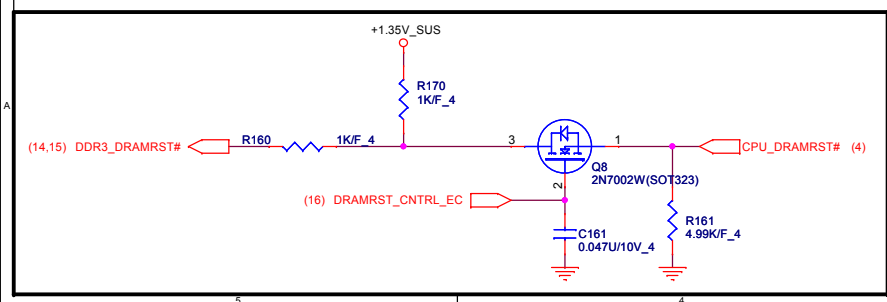 +1.35V_SUS
A
R170
1K/F_4
(14,15) DDR3_DRAMRST#
R160
1K/F_4
3
1
CPU_DRAMRST# (4)
Q8
2N7002W(SOT323)
2
(16) DRAMRST_CNTRL_EC
C161
0.047U/10V_4
R161
4.99K/F_4
5
4